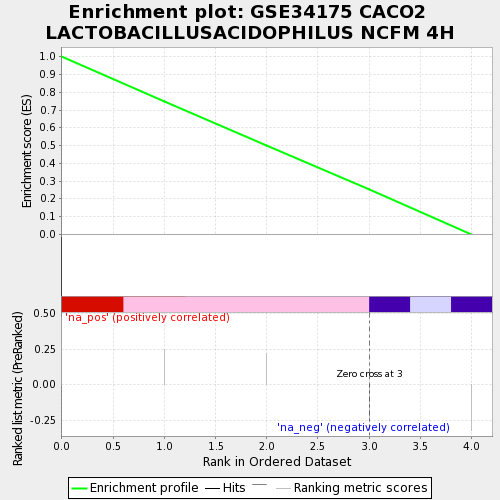 Enrichment plot: GSE34175 CACO2
LACTOBACILLUSACIDOPHILUS NCFM 4H
Enrichment score (ES)
1.0
0.9
0.8
0.7
0.6
0.5
0.4
0.3
0.2
0.1
0.0
Ranked list metric (PreRanked)
0.50
0.25
0.00
-0.25
'na_pos' (positively correlated)
Zero cross at 3
'na_neg' (negatively correlated)
0.0 0.5 1.0 1.5 2.0 2.5 3.0 3.5 4.0
Rank in Ordered Dataset
Enrichment profile Hits Ranking metric scores